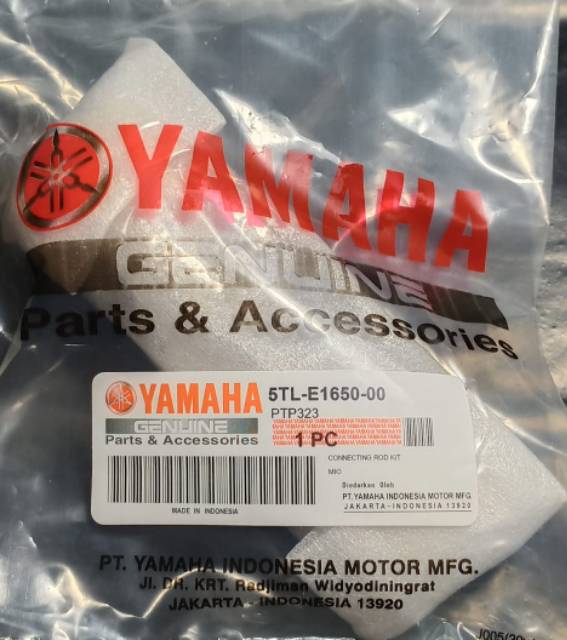 YAMAHA
GENUINE
Parts & Accessories
YAMAHA 5TL-E1650-00
PTP323
GENUINE
Parts & Accessories
1 PC
CONNECTING ROD KIT
MIO
Diedarkan Oleh
PT.YAMAHA INDONESIA MOTOR MFG
JAKARTA-INDONESIA 13920
MADE IN INDONESIA
PT. YAMAHA INDONESIA MOTOR MFG.
Jl. DR. KRT. Radjiman Widyodiningrat
JAKARTA - INDONESIA 13920